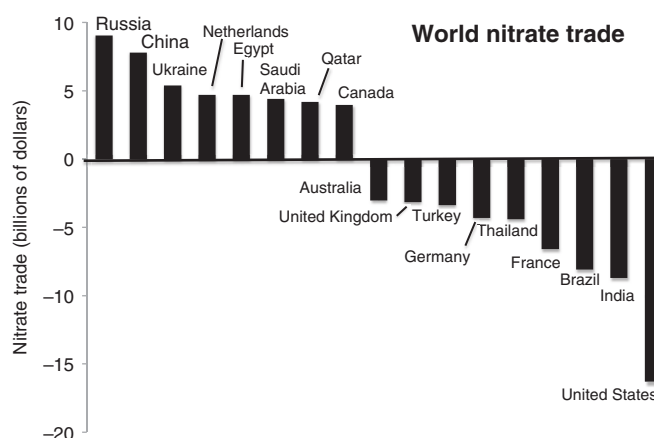 World nitrate trade
Nitrate trade (billions of dollars)
10
5
0
–5
–10
–15
–20
Russia
China
Ukraine
Netherlands
Egypt
Saudi
Arabia
Qatar
Canada
Australia
United Kingdom
Turkey
Germany
Thailand
France
Brazil
India
United States